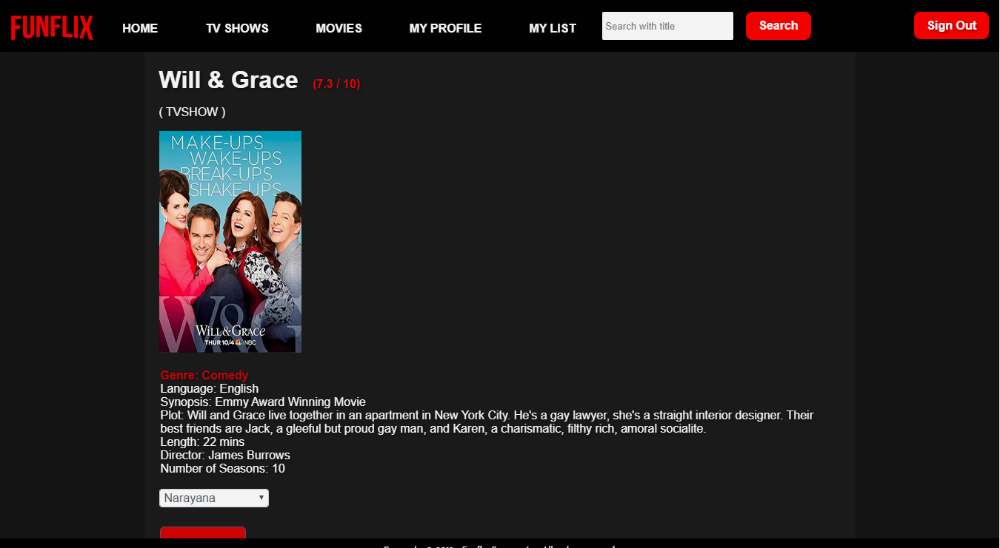 FUNFLIX
HOME
TV SHOWS
MOVIES
MY PROFILE
MY LIST
Search with title
Search
Sign Out
Will & Grace
(7.3 / 10)
( TVSHOW )
MAKE-UPS
WAKE-UPS
BREAK-UPS
SHAKE-UPS
W&G
WILL & GRACE
THUR 10/4 NBC
Genre: Comedy
Language: English
Synopsis: Emmy Award Winning Movie
Plot: Will and Grace live together in an apartment in New York City. He's a gay lawyer, she's a straight interior designer. Their
best friends are Jack, a gleeful but proud gay man, and Karen, a charismatic, filthy rich, amoral socialite.
Length: 22 mins
Director: James Burrows
Number of Seasons: 10
Narayana